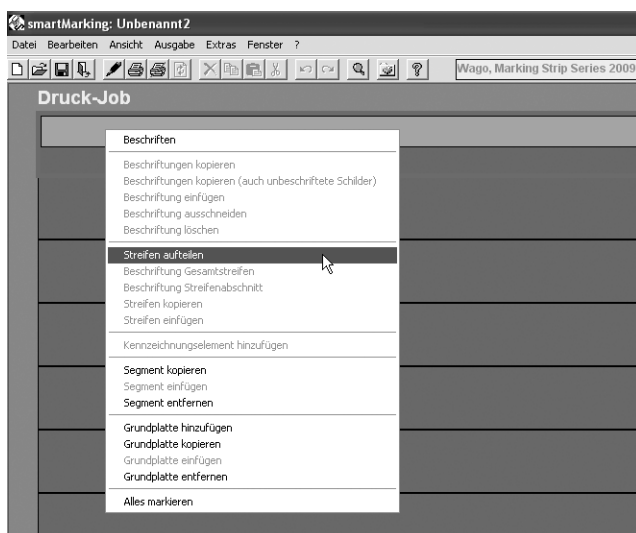 smartMarking: Unbenannt2
Datei Bearbeiten Ansicht Ausgabe Extras Fenster ?
Wago, Marking Strip Series 2009
Druck-Job
Beschriften
Beschriftungen kopieren
Beschriftungen kopieren (auch unbeschriftete Schilder)
Beschriftung einfügen
Beschriftung ausschneiden
Beschriftung löschen
Streifen aufteilen
Beschriftung Gesamtstreifen
Beschriftung Streifenabschnitt
Streifen kopieren
Streifen einfügen
Kennzeichnungselement hinzufügen
Segment kopieren
Segment einfügen
Segment entfernen
Grundplatte hinzufügen
Grundplatte kopieren
Grundplatte einfügen
Grundplatte entfernen
Alles markieren